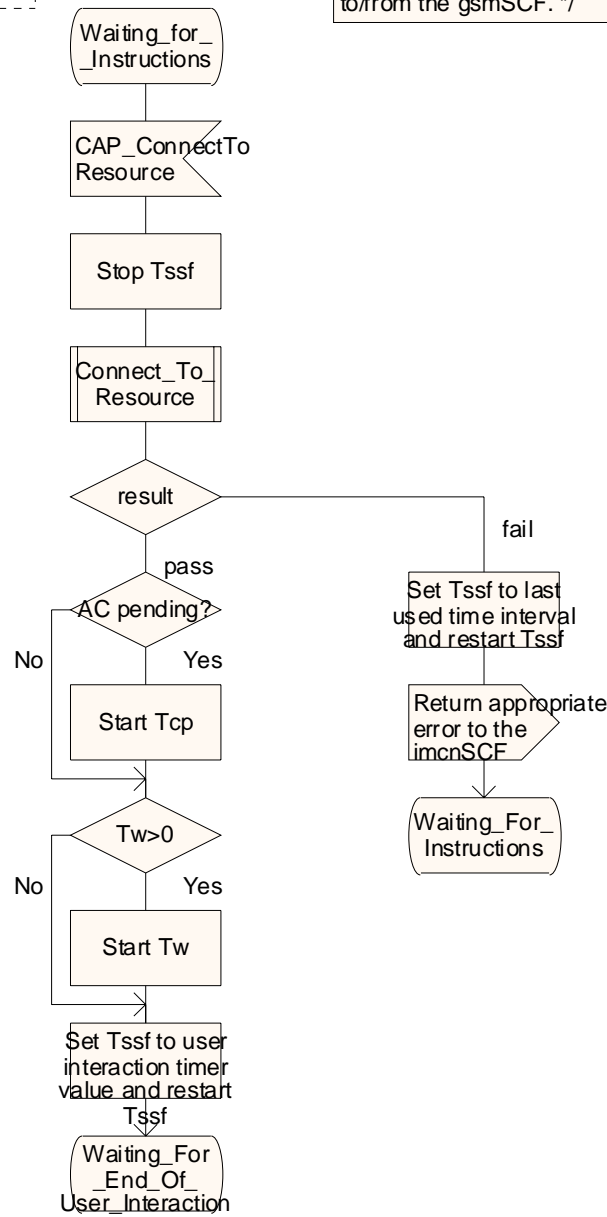 to/from the gsmSCF. */
Waiting_for_
_Instructions
CAP_ConnectTo
Resource
Stop Tssf
Connect_To_
Resource
result
fail
pass
Set Tssf to last
used time interval
and restart Tssf
AC pending?
No
Yes
Return appropriate
error to the
imcnSCF
Start Tcp
Waiting_For_
Instructions
Tw>0
No
Yes
Start Tw
Set Tssf to user
interaction timer
value and restart
Tssf
Waiting_For
_End_Of_
User_Interaction